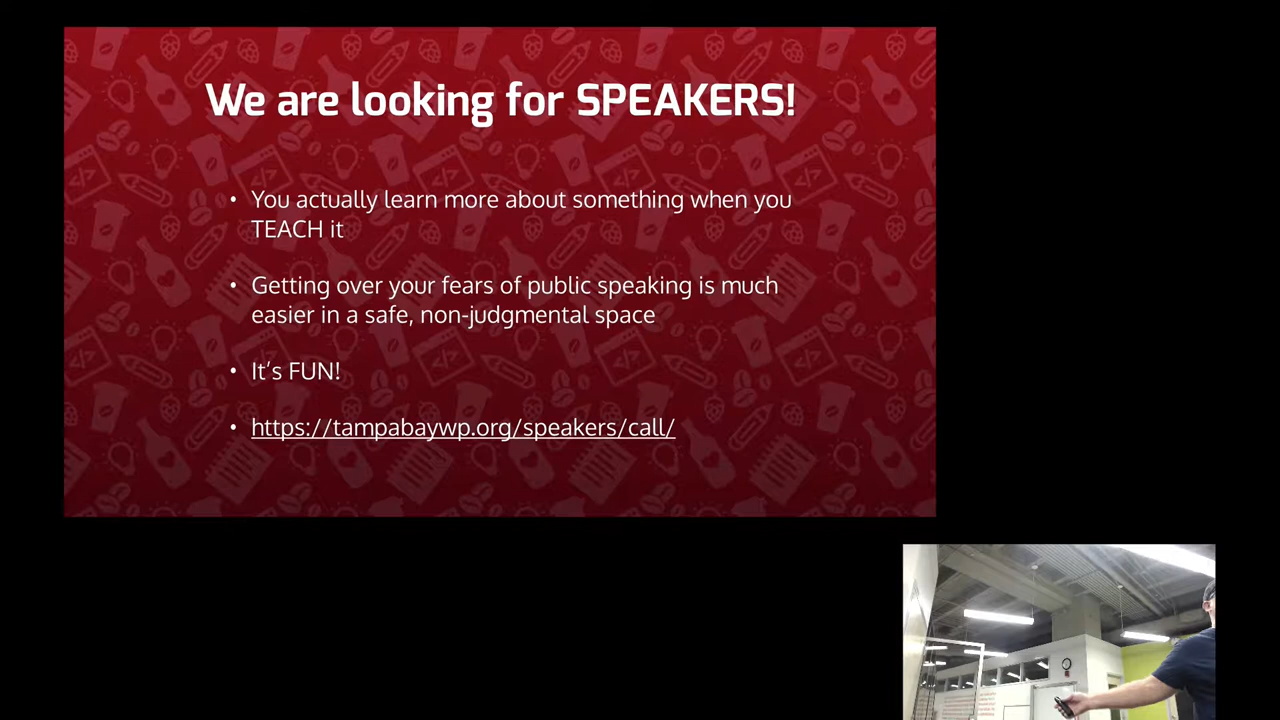 We are looking for SPEAKERS!
• You actually learn more about something when you
TEACH it
• Getting over your fears of public speaking is much
easier in a safe, non-judgmental space
• It's FUN!
• https://tampabaywp.org/speakers/call/